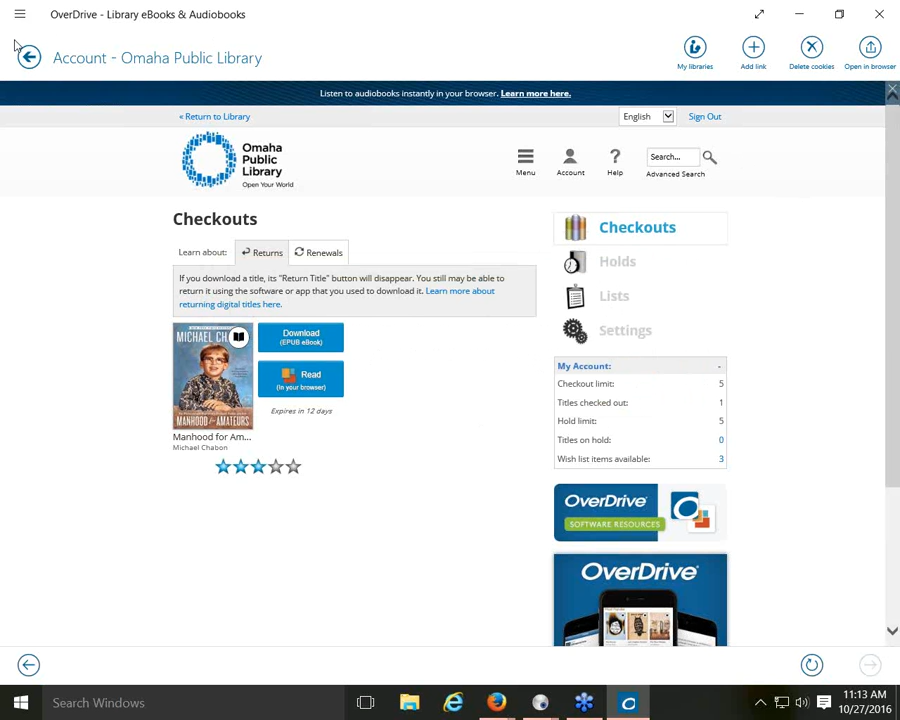 OverDrive - Library eBooks & Audiobooks
Account - Omaha Public Library
My libraries
Add link
Delete cookies
Open in browser
Listen to audiobooks instantly in your browser. Learn more here.
« Return to Library
English
Sign Out
Omaha
Public
Library
Open Your World
Menu
Account
Help
Search...
Advanced Search
Checkouts
Learn about:
Returns
Renewals
If you download a title, its "Return Title" button will disappear. You still may be able to
return it using the software or app that you used to download it. Learn more about
returning digital titles here.
MICHAEL CH
MANHOOD for AMATEURS
Download
(EPUB eBook)
Read
(in your browser)
Expires in 12 days
Manhood for Am...
Michael Chabon
Checkouts
Holds
Lists
Settings
My Account: -
Checkout limit: 5
Titles checked out: 1
Hold limit: 5
Titles on hold: 0
Wish list items available: 3
OverDrive®
SOFTWARE RESOURCES
OverDrive®
Search Windows
11:13 AM
10/27/2016